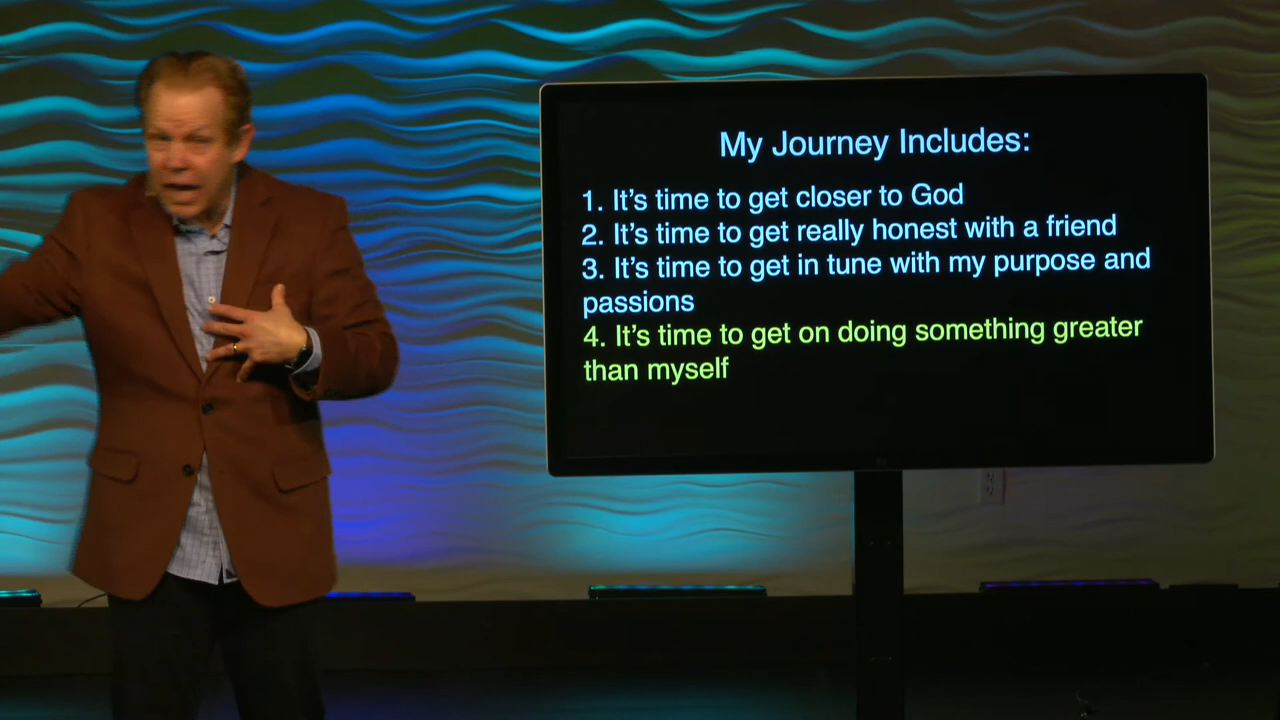 My Journey Includes:
1. It's time to get closer to God
2. It's time to get really honest with a friend
3. It's time to get in tune with my purpose and
passions
4. It's time to get on doing something greater
than myself